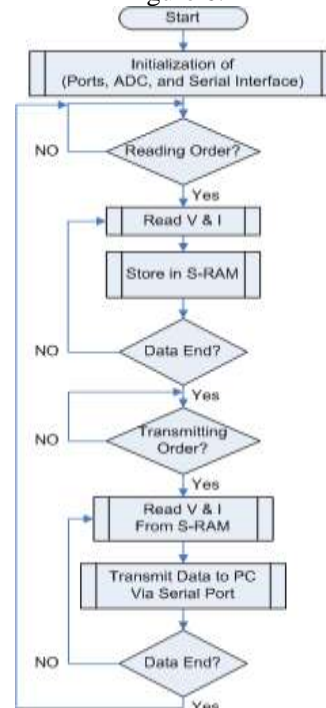 Start
Initialization of
(Ports, ADC, and Serial Interface)
NO
Reading Order?
Yes
Read V & I
Store in S-RAM
NO
Data End?
Yes
NO
Transmitting
Order?
Yes
Read V & I
From S-RAM
Transmit Data to PC
Via Serial Port
NO
Data End?
Yes